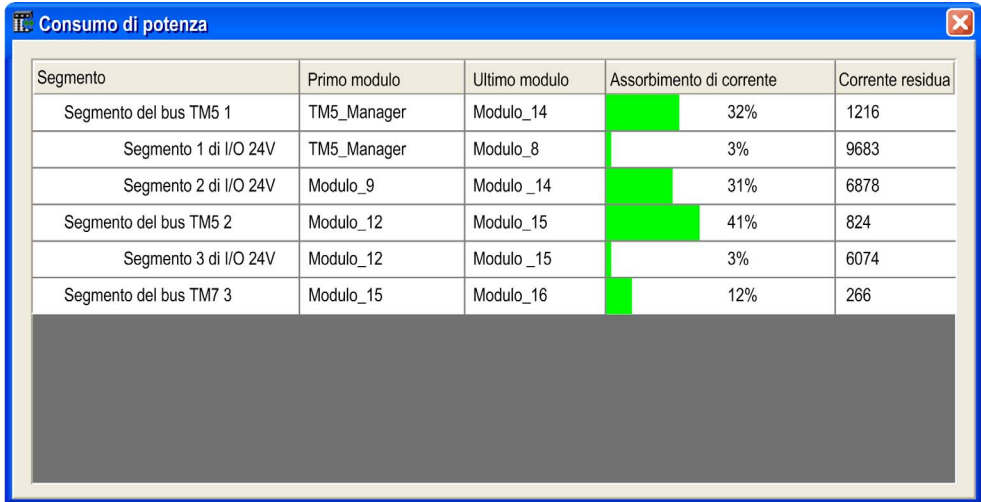 Consumo di potenza
Segmento Primo modulo Ultimo modulo Assorbimento di corrente Corrente residua
Segmento del bus TM5 1 TM5_Manager Modulo_14 32% 1216
Segmento 1 di I/O 24V TM5_Manager Modulo_8 3% 9683
Segmento 2 di I/O 24V Modulo_9 Modulo _14 31% 6878
Segmento del bus TM5 2 Modulo_12 Modulo_15 41% 824
Segmento 3 di I/O 24V Modulo_12 Modulo _15 3% 6074
Segmento del bus TM7 3 Modulo_15 Modulo_16 12% 266